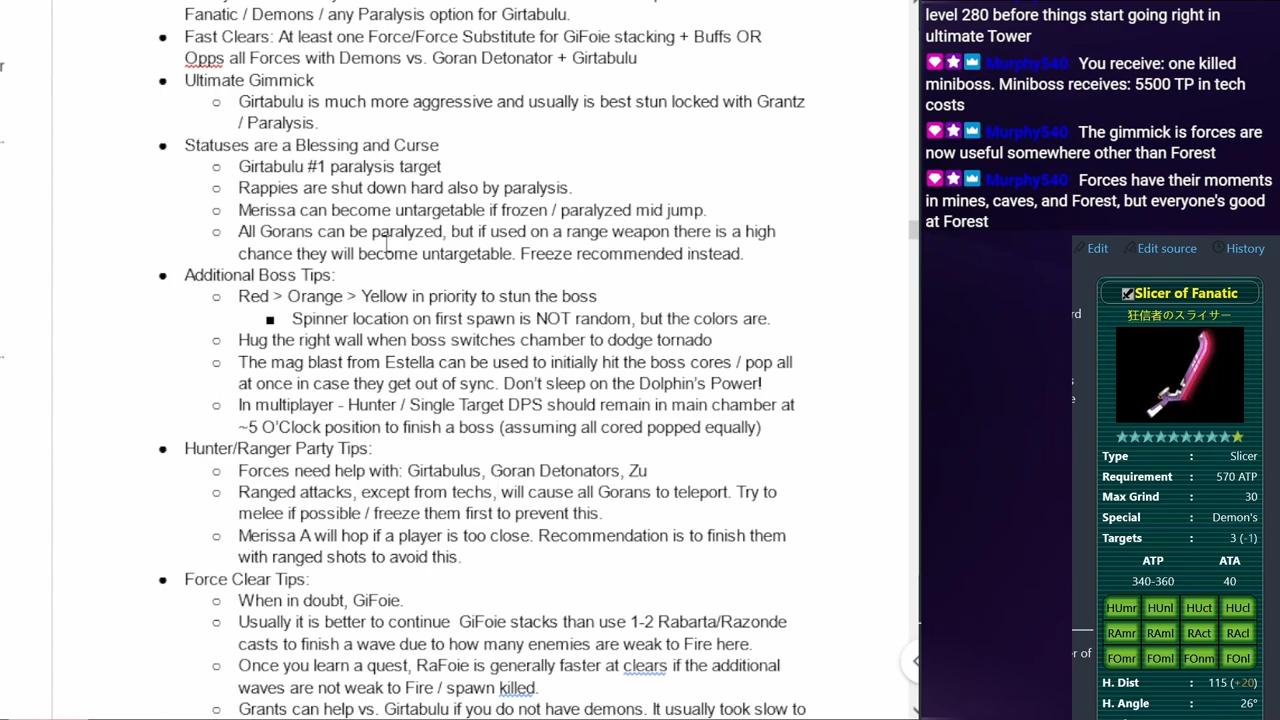 Fanatic / Demons / any Paralysis option for Girtabulu.
Fast Clears: At least one Force/Force Substitute for GiFoie stacking + Buffs OR
Opps all Forces with Demons vs. Goran Detonator + Girtabulu
Ultimate Gimmick
Girtabulu is much more aggressive and usually is best stun locked with Grantz
/ Paralysis.
Statuses are a Blessing and Curse
Girtabulu #1 paralysis target
Rappies are shut down hard also by paralysis.
Merissa can become untargetable if frozen / paralyzed mid jump.
All Gorans can be paralyzed, but if used on a range weapon there is a high
chance they will become untargetable. Freeze recommended instead.
Additional Boss Tips:
Red > Orange > Yellow in priority to stun the boss
Spinner location on first spawn is NOT random, but the colors are.
Hug the right wall when boss switches chamber to dodge tornado
The mag blast from Estella can be used to initially hit the boss cores / pop all
at once in case they get out of sync. Don't sleep on the Dolphin's Power!
In multiplayer - Hunter / Single Target DPS should remain in main chamber at
~5 O'Clock position to finish a boss (assuming all cored popped equally)
Hunter/Ranger Party Tips:
Forces need help with: Girtabulus, Goran Detonators, Zu
Ranged attacks, except from techs, will cause all Gorans to teleport. Try to
melee if possible / freeze them first to prevent this.
Merissa A will hop if a player is too close. Recommendation is to finish them
with ranged shots to avoid this.
Force Clear Tips:
When in doubt, GiFoie.
Usually it is better to continue GiFoie stacks than use 1-2 Rabarta/Razonde
casts to finish a wave due to how many enemies are weak to Fire here.
Once you learn a quest, RaFoie is generally faster at clears if the additional
waves are not weak to Fire / spawn killed.
Grants can help vs. Girtabulu if you do not have demons. It usually took slow to
level 280 before things start going right in
ultimate Tower
Murphy540 You receive: one killed
miniboss. Miniboss receives: 5500 TP in tech
costs
Murphy540 The gimmick is forces are
now useful somewhere other than Forest
Murphy540 Forces have their moments
in mines, caves, and Forest, but everyone's good
at Forest
Edit Edit source History
Slicer of Fanatic
狂信者のスライサー
Type : Slicer
Requirement : 570 ATP
Max Grind : 30
Special : Demon's
Targets : 3 (-1)
ATP ATA
340-360 40
HUmr HUnl HUct HUcl
RAmr RAml RAct RAcl
FOmr FOml FOnm FOnl
H. Dist : 115 (+20)
H. Angle : 26°